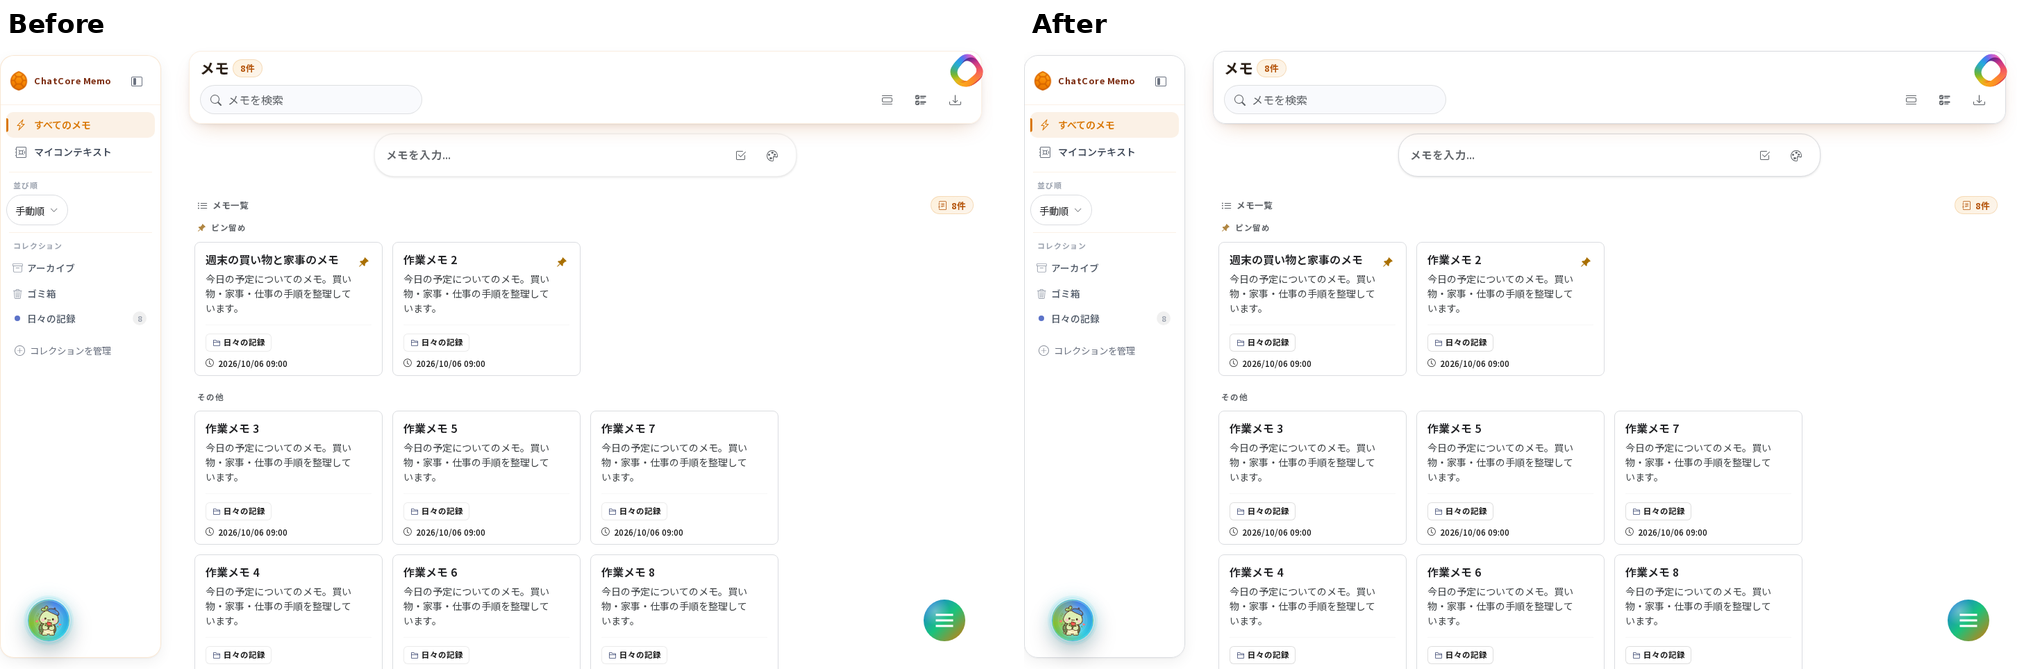 Before
ChatCore Memo
すべてのメモ
マイコンテキスト
並び順
手動順
コレクション
アーカイブ
ゴミ箱
日々の記録 8
コレクションを管理
メモ 8件
メモを検索
メモを入力...
メモ一覧 8件
ピン留め
週末の買い物と家事のメモ
今日の予定についてのメモ。買い
物・家事・仕事の手順を整理して
います。
日々の記録
2026/10/06 09:00
作業メモ 2
今日の予定についてのメモ。買い
物・家事・仕事の手順を整理して
います。
日々の記録
2026/10/06 09:00
その他
作業メモ 3
今日の予定についてのメモ。買い
物・家事・仕事の手順を整理して
います。
日々の記録
2026/10/06 09:00
作業メモ 5
今日の予定についてのメモ。買い
物・家事・仕事の手順を整理して
います。
日々の記録
2026/10/06 09:00
作業メモ 7
今日の予定についてのメモ。買い
物・家事・仕事の手順を整理して
います。
日々の記録
2026/10/06 09:00
作業メモ 4
今日の予定についてのメモ。買い
物・家事・仕事の手順を整理して
います。
日々の記録
作業メモ 6
今日の予定についてのメモ。買い
物・家事・仕事の手順を整理して
います。
日々の記録
作業メモ 8
今日の予定についてのメモ。買い
物・家事・仕事の手順を整理して
います。
日々の記録
After
ChatCore Memo
すべてのメモ
マイコンテキスト
並び順
手動順
コレクション
アーカイブ
ゴミ箱
日々の記録 8
コレクションを管理
メモ 8件
メモを検索
メモを入力...
メモ一覧 8件
ピン留め
週末の買い物と家事のメモ
今日の予定についてのメモ。買い
物・家事・仕事の手順を整理して
います。
日々の記録
2026/10/06 09:00
作業メモ 2
今日の予定についてのメモ。買い
物・家事・仕事の手順を整理して
います。
日々の記録
2026/10/06 09:00
その他
作業メモ 3
今日の予定についてのメモ。買い
物・家事・仕事の手順を整理して
います。
日々の記録
2026/10/06 09:00
作業メモ 5
今日の予定についてのメモ。買い
物・家事・仕事の手順を整理して
います。
日々の記録
2026/10/06 09:00
作業メモ 7
今日の予定についてのメモ。買い
物・家事・仕事の手順を整理して
います。
日々の記録
2026/10/06 09:00
作業メモ 4
今日の予定についてのメモ。買い
物・家事・仕事の手順を整理して
います。
日々の記録
作業メモ 6
今日の予定についてのメモ。買い
物・家事・仕事の手順を整理して
います。
日々の記録
作業メモ 8
今日の予定についてのメモ。買い
物・家事・仕事の手順を整理して
います。
日々の記録